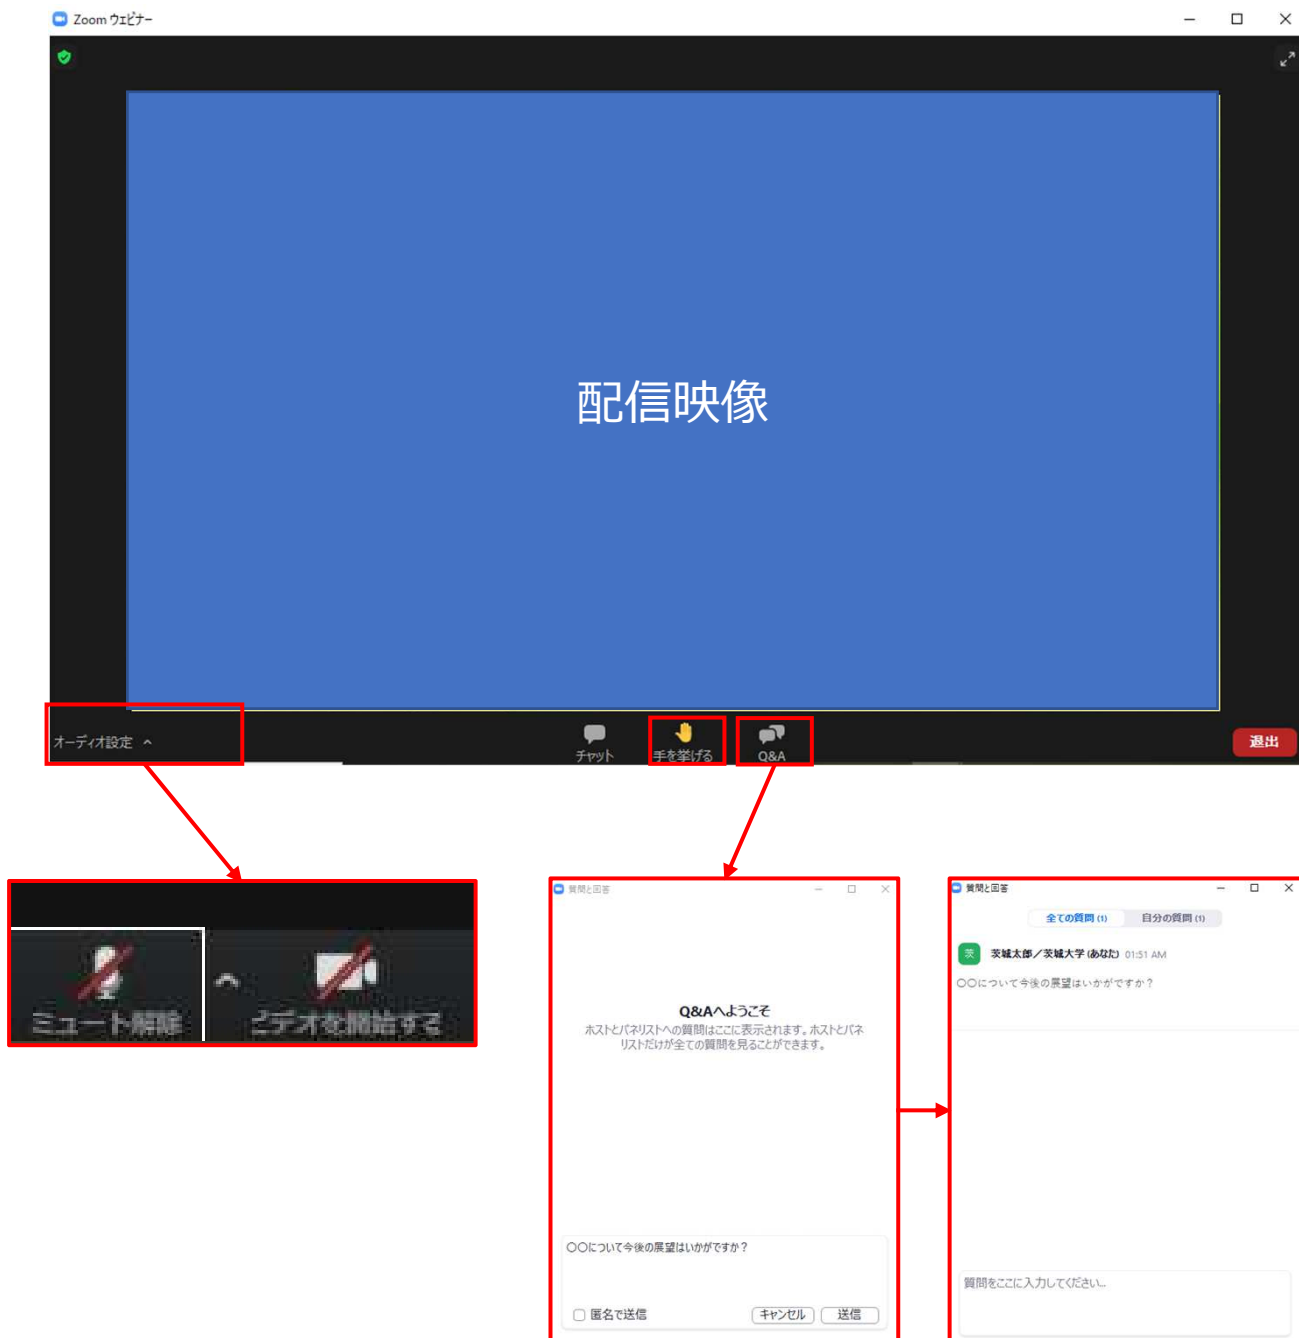 Zoom ウェビナー
配信映像
オーディオ設定
チャット
手を挙げる
Q&A
退出
ミュート解除
ビデオを開始する
質問と回答
Q&Aへようこそ
ホストとパネリストへの質問はここに表示されます。ホストとパネ
リストだけが全ての質問を見ることができます。
〇〇について今後の展望はいかがですか？
匿名で送信
キャンセル
送信
質問と回答
全ての質問 (1)
自分の質問 (1)
茨
茨城太郎／茨城大学 (あなた) 01:51 AM
〇〇について今後の展望はいかがですか？
質問をここに入力してください...